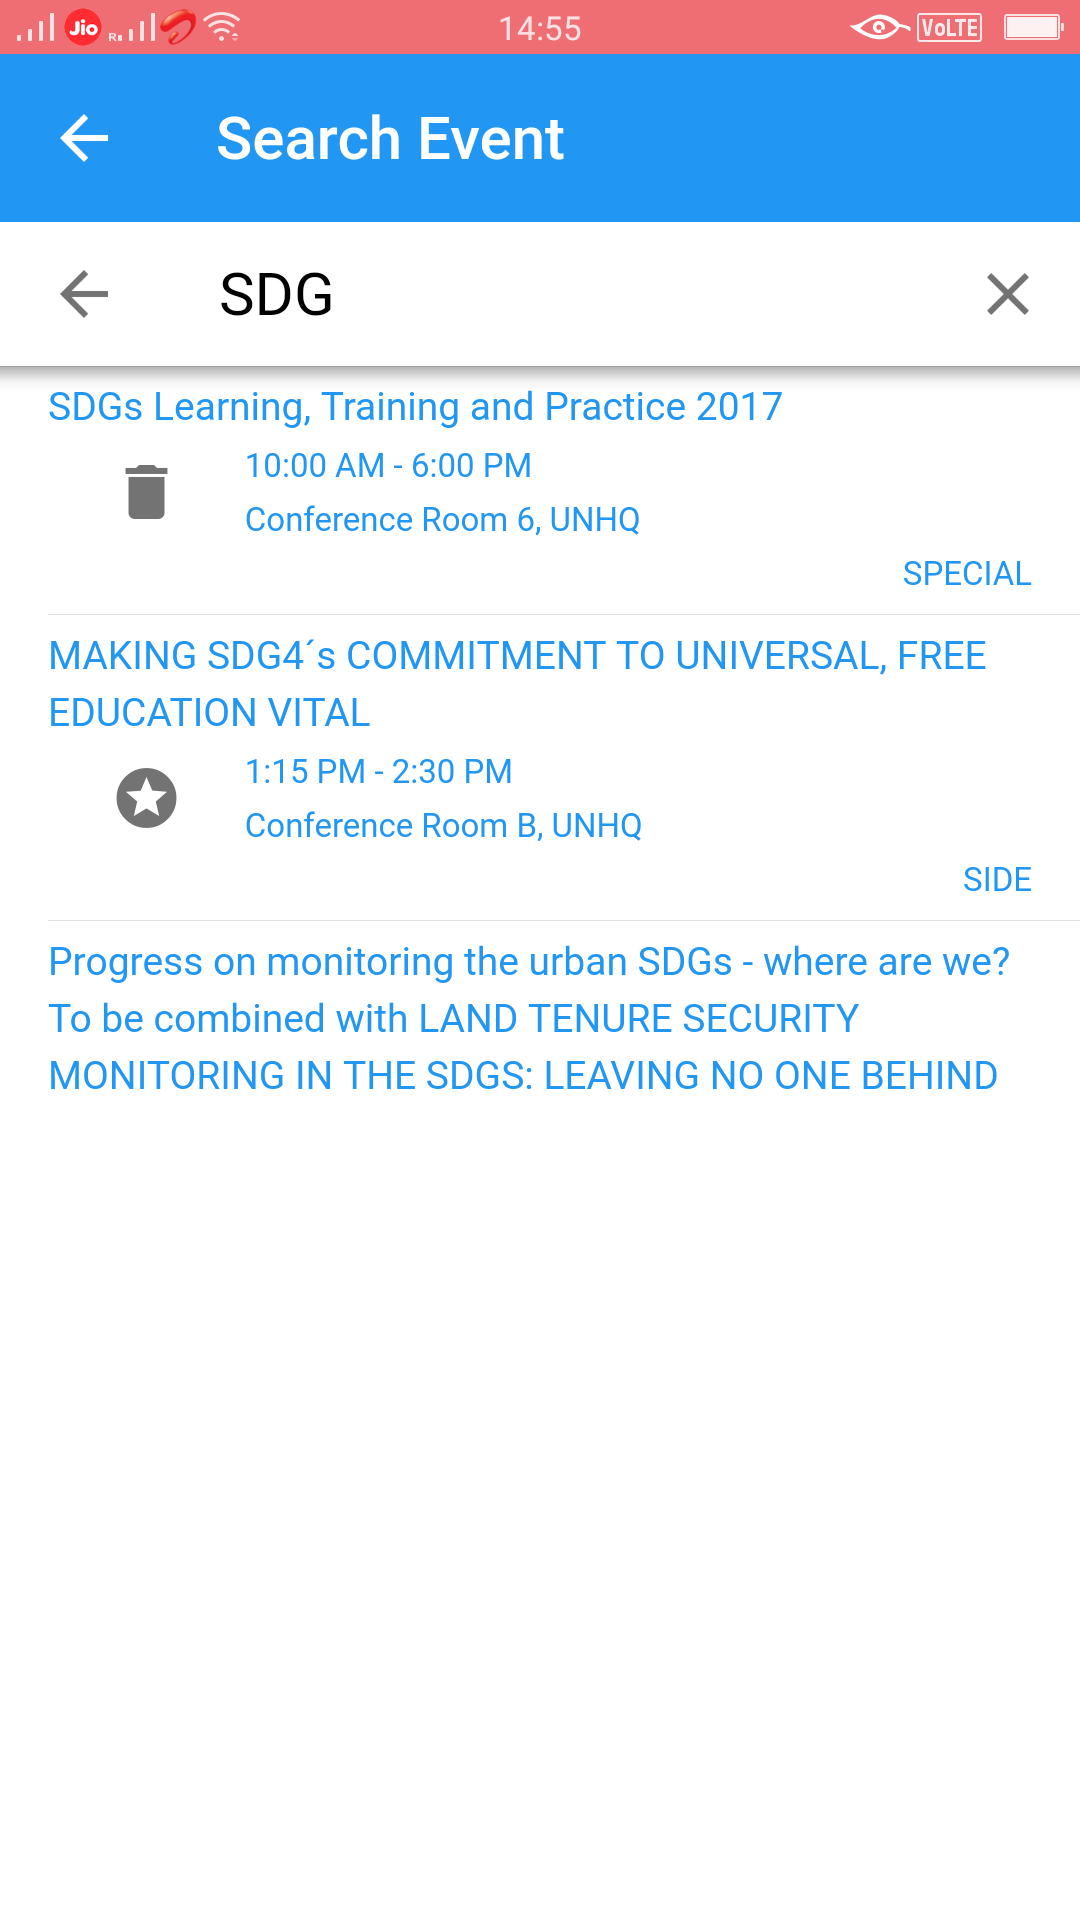 Jio R 14:55 VoLTE
Search Event
SDG
SDGs Learning, Training and Practice 2017
10:00 AM - 6:00 PM
Conference Room 6, UNHQ
SPECIAL
MAKING SDG4´s COMMITMENT TO UNIVERSAL, FREE
EDUCATION VITAL
1:15 PM - 2:30 PM
Conference Room B, UNHQ
SIDE
Progress on monitoring the urban SDGs - where are we?
To be combined with LAND TENURE SECURITY
MONITORING IN THE SDGS: LEAVING NO ONE BEHIND